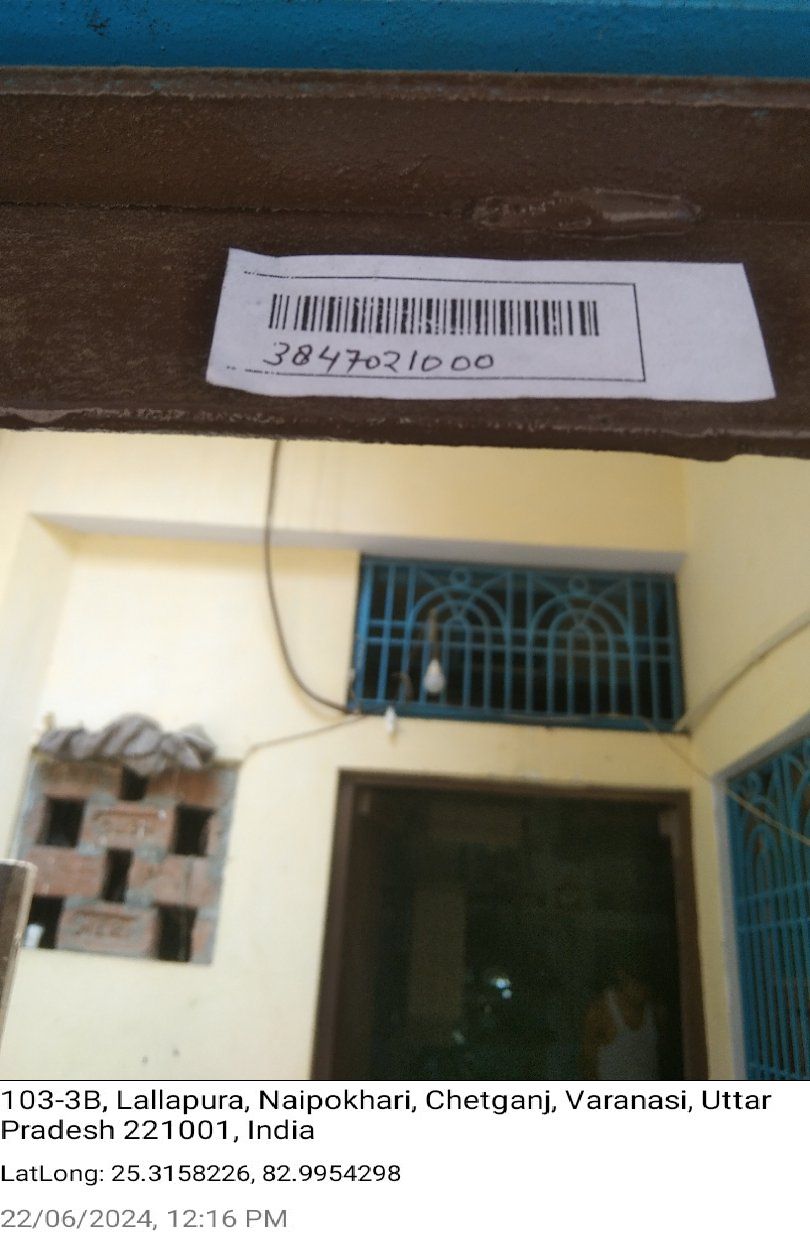 3847021000
103-3B, Lallapura, Naipokhari, Chetganj, Varanasi, Uttar
Pradesh 221001, India
LatLong: 25.3158226, 82.9954298
22/06/2024, 12:16 PM